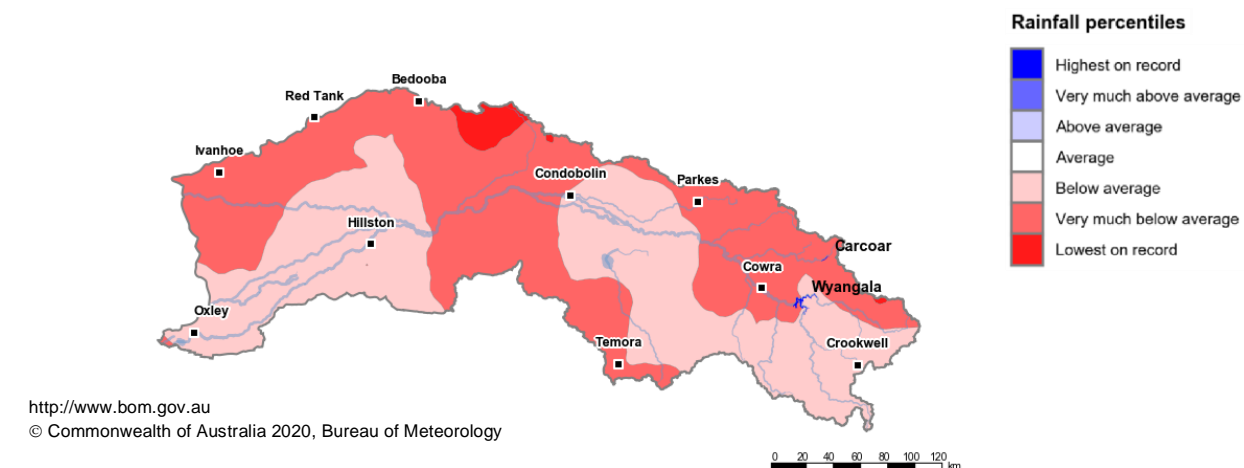 Rainfall percentiles
Highest on record
Very much above average
Above average
Average
Below average
Very much below average
Lowest on record
Bedooba
Red Tank
Ivanhoe
Condobolin
Parkes
Hillston
Carcoar
Cowra
Wyangala
Oxley
Temora
Crookwell
http://www.bom.gov.au
© Commonwealth of Australia 2020, Bureau of Meteorology
0 20 40 60 80 100 120
km